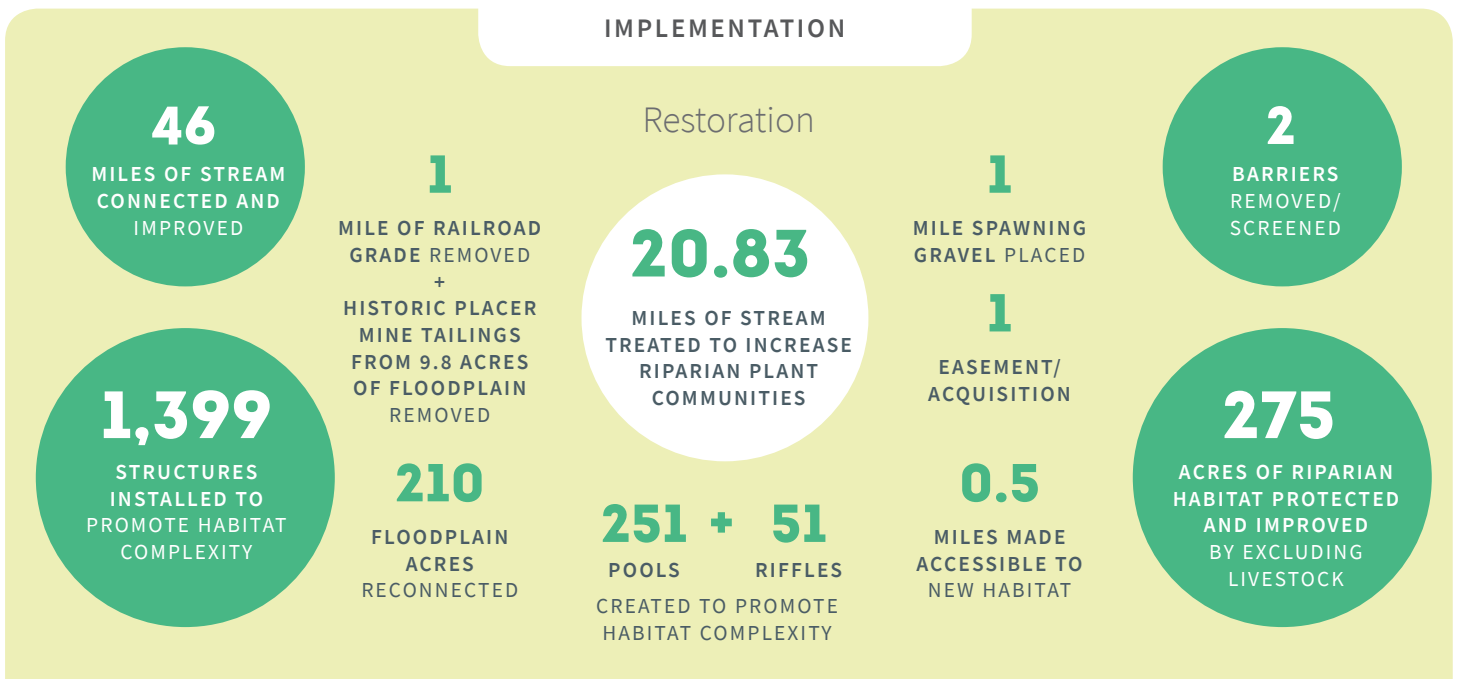 IMPLEMENTATION
Restoration
46
MILES OF STREAM
CONNECTED AND
IMPROVED
1,399
STRUCTURES
INSTALLED TO
PROMOTE HABITAT
COMPLEXITY
1
MILE OF RAILROAD
GRADE REMOVED
+
HISTORIC PLACER
MINE TAILINGS
FROM 9.8 ACRES
OF FLOODPLAIN
REMOVED
210
FLOODPLAIN
ACRES
RECONNECTED
20.83
MILES OF STREAM
TREATED TO INCREASE
RIPARIAN PLANT
COMMUNITIES
251 + 51
POOLS RIFFLES
CREATED TO PROMOTE
HABITAT COMPLEXITY
1
MILE SPAWNING
GRAVEL PLACED
1
EASEMENT/
ACQUISITION
0.5
MILES MADE
ACCESSIBLE TO
NEW HABITAT
2
BARRIERS
REMOVED/
SCREENED
275
ACRES OF RIPARIAN
HABITAT PROTECTED
AND IMPROVED
BY EXCLUDING
LIVESTOCK